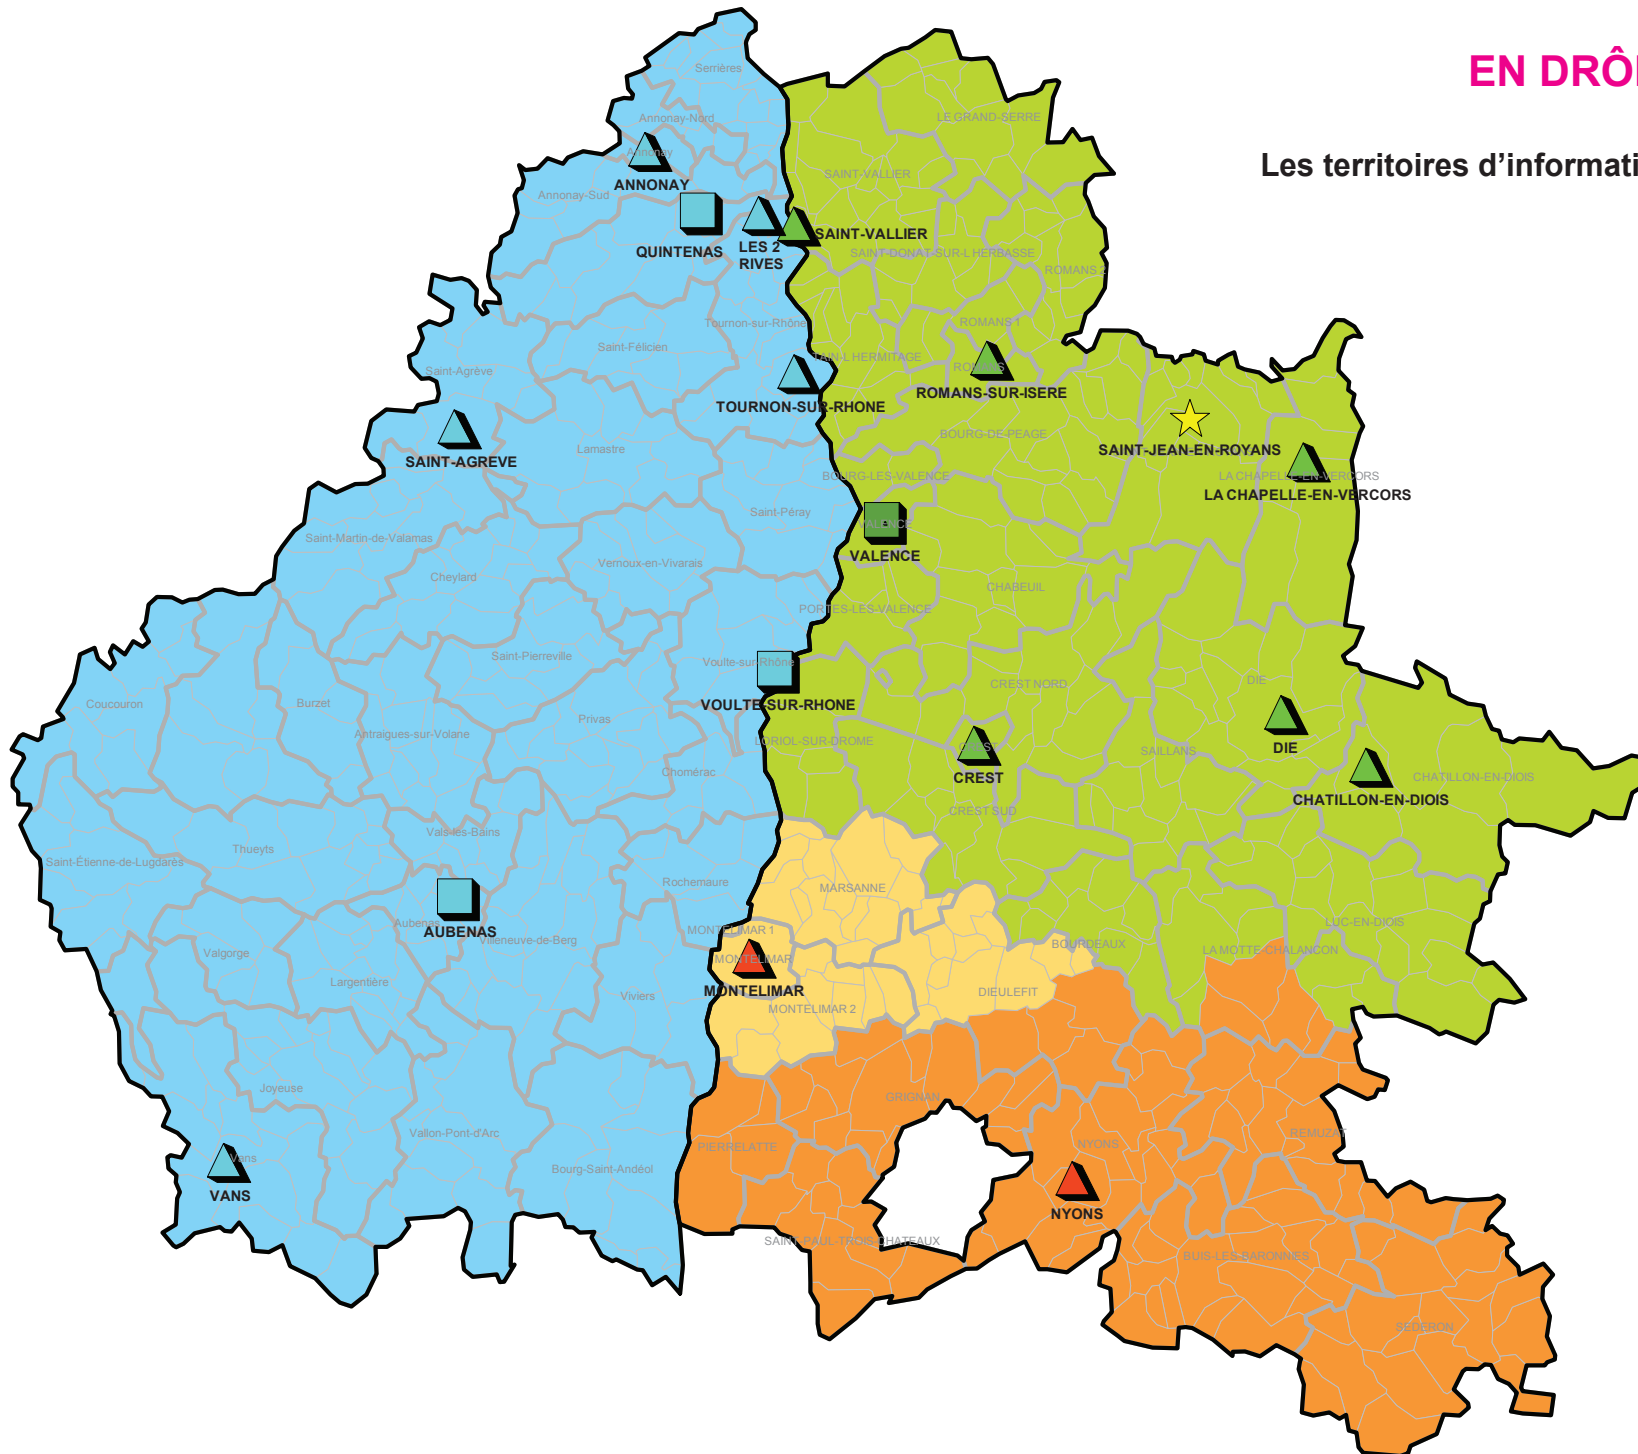 EN DRÔ
Les territoires d’informati
Serrières
Annonay-Nord
Annonay
ANNONAY
Annonay-Sud
QUINTENAS
LES 2
RIVES
SAINT-VALLIER
LE GRAND-SERRE
SAINT-VALLIER
SAINT-DONAT-SUR-L HERBASSE
ROMANS 2
ROMANS 1
Tournon-sur-Rhône
Saint-Félicien
TAIN-L HERMITAGE
ROMANS
ROMANS-SUR-ISERE
Saint-Agrève
TOURNON-SUR-RHONE
SAINT-AGREVE
Lamastre
BOURG-DE-PEAGE
SAINT-JEAN-EN-ROYANS
BOURG-LES-VALENCE
LA CHAPELLE-EN-VERCORS
LA CHAPELLE-EN-VERCORS
Saint-Péray
VALENCE
VALENCE
Saint-Martin-de-Valamas
Vernoux-en-Vivarais
Cheylard
CHABEUIL
PORTES-LES-VALENCE
Saint-Pierreville
Voulte-sur-Rhône
VOULTE-SUR-RHONE
CREST NORD
DIE
DIE
Coucouron
Burzet
Privas
Antraigues-sur-Volane
LORIOL-SUR-DROME
CREST
CREST
SAILLANS
Chomérac
CHATILLON-EN-DIOIS
CHATILLON-EN-DIOIS
CREST SUD
Vals-les-Bains
Thueyts
Saint-Étienne-de-Lugdarès
Rochemaure
MARSANNE
Aubenas
AUBENAS
Villeneuve-de-Berg
MONTELIMAR 1
MONTELIMAR
MONTELIMAR
BOURDEAUX
LUC-EN-DIOIS
LA MOTTE-CHALANCON
Valgorge
Largentière
Viviers
DIEULEFIT
MONTELIMAR 2
Joyeuse
GRIGNAN
Vallon-Pont-d'Arc
PIERRELATTE
NYONS
REMUZAT
Vans
VANS
Bourg-Saint-Andéol
NYONS
SAINT-PAUL-TROIS-CHATEAUX
BUIS-LES-BARONNIES
SEDERON